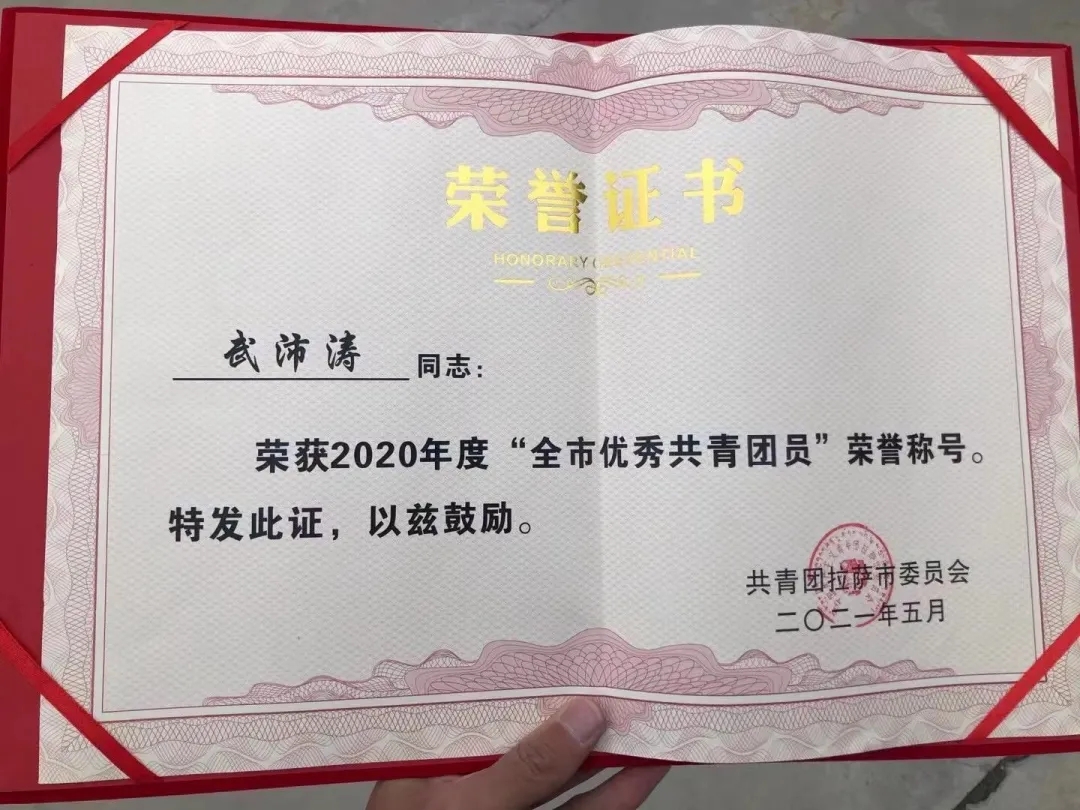 荣誉证书
HONORARY CREDENTIAL
武沛涛 同志：
荣获2020年度“全市优秀共青团员”荣誉称号。
特发此证，以兹鼓励。
共青团拉萨市委员会
二〇二一年五月